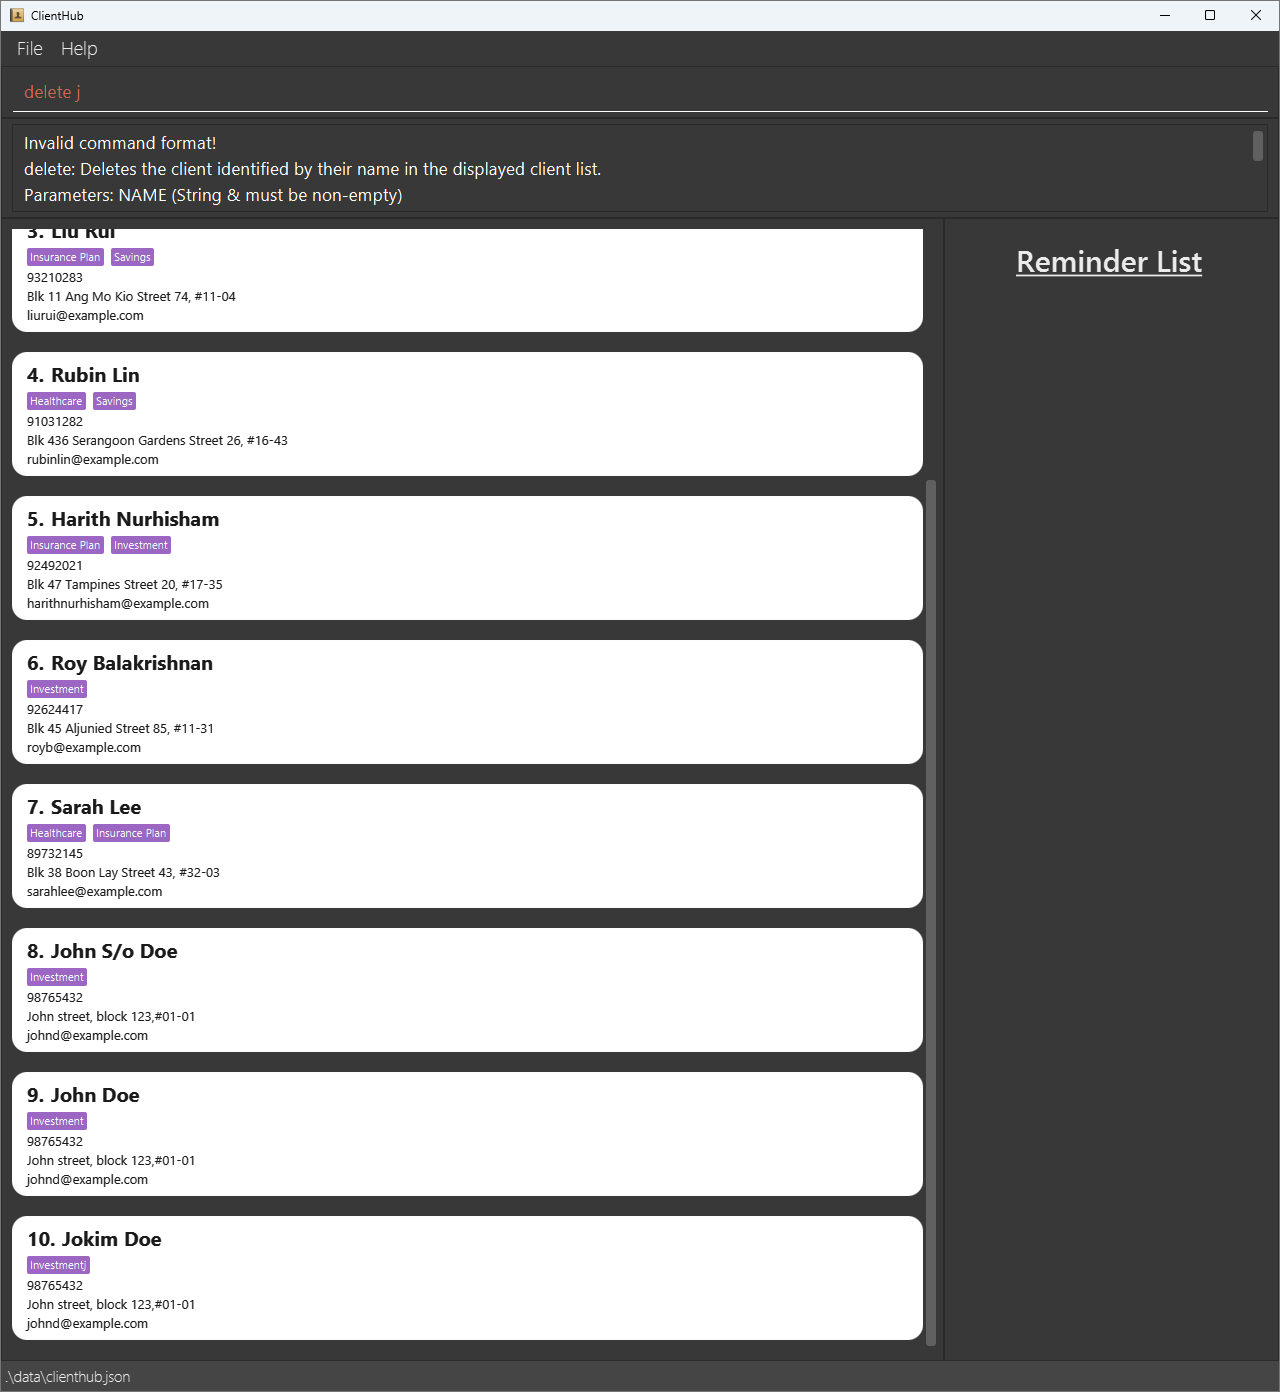 ClientHub
File Help
delete j
Invalid command format!
delete: Deletes the client identified by their name in the displayed client list.
Parameters: NAME (String & must be non-empty)
3. Liu Rui
Insurance Plan Savings
93210283
Blk 11 Ang Mo Kio Street 74, #11-04
liurui@example.com
4. Rubin Lin
Healthcare Savings
91031282
Blk 436 Serangoon Gardens Street 26, #16-43
rubinlin@example.com
5. Harith Nurhisham
Insurance Plan Investment
92492021
Blk 47 Tampines Street 20, #17-35
harithnurhisham@example.com
6. Roy Balakrishnan
Investment
92624417
Blk 45 Aljunied Street 85, #11-31
royb@example.com
7. Sarah Lee
Healthcare Insurance Plan
89732145
Blk 38 Boon Lay Street 43, #32-03
sarahlee@example.com
8. John S/o Doe
Investment
98765432
John street, block 123,#01-01
johnd@example.com
9. John Doe
Investment
98765432
John street, block 123,#01-01
johnd@example.com
10. Jokim Doe
Investmentj
98765432
John street, block 123,#01-01
johnd@example.com
Reminder List
.\data\clienthub.json